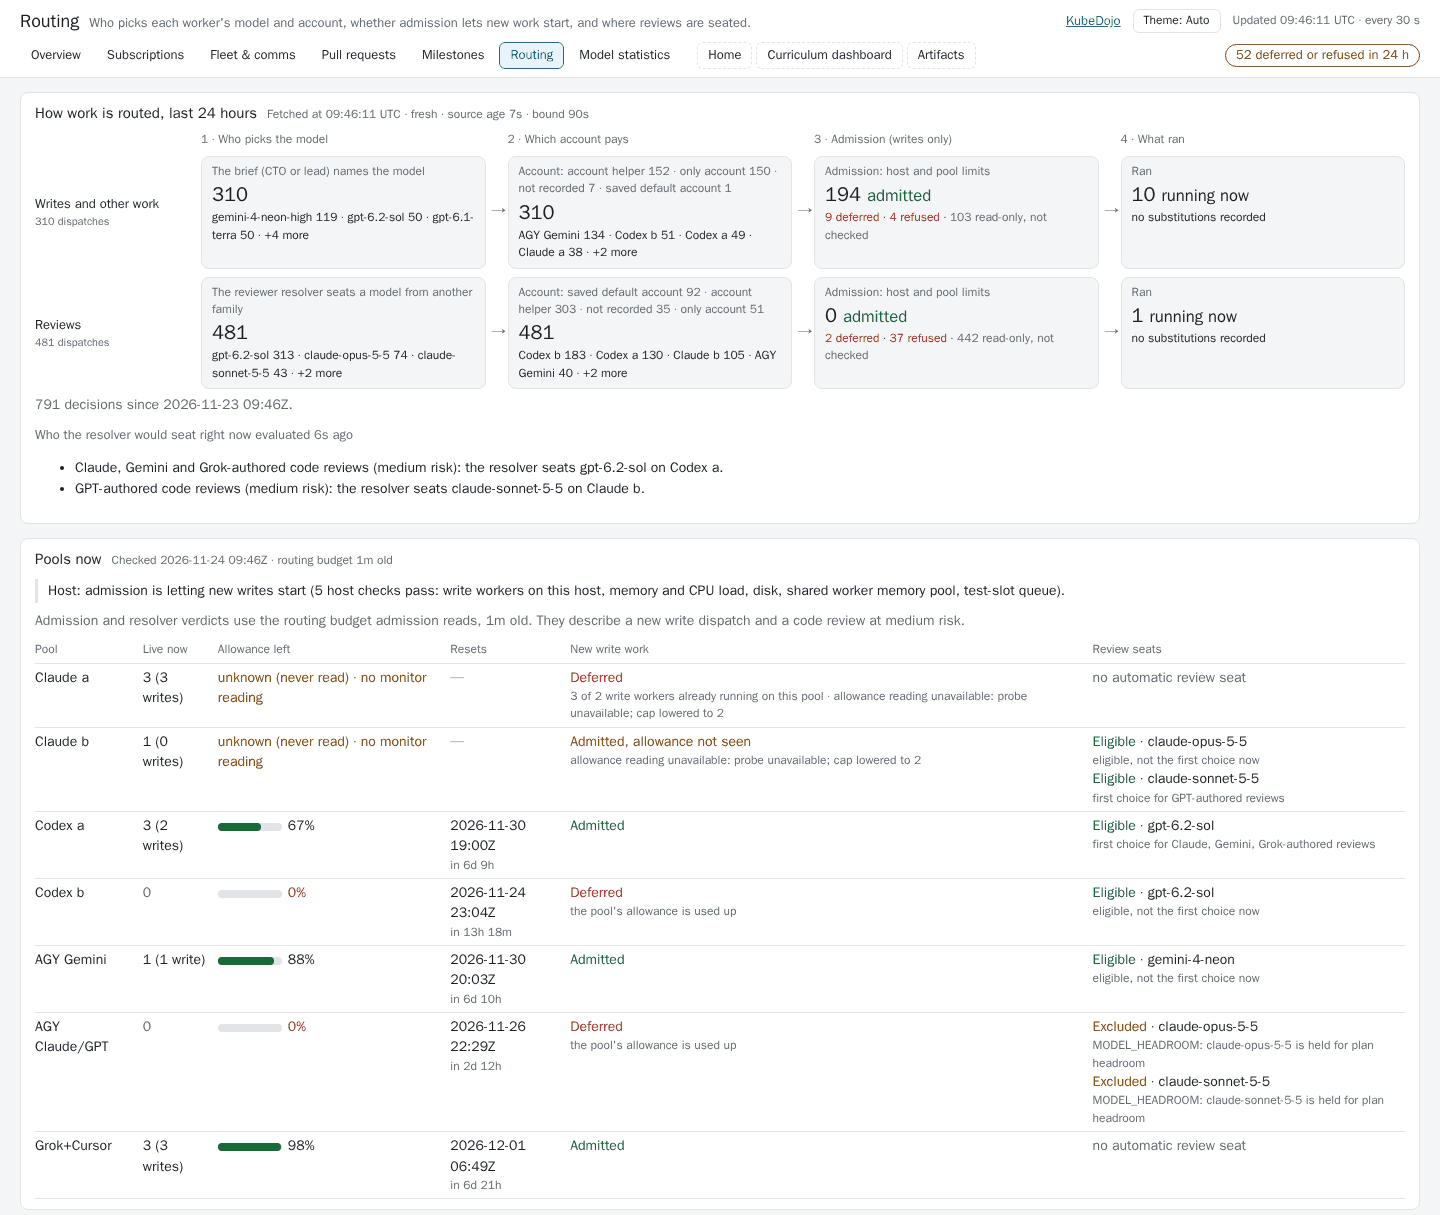 Routing Who picks each worker's model and account, whether admission lets new work start, and where reviews are seated.
KubeDojo Theme: Auto Updated 09:46:11 UTC · every 30 s
Overview Subscriptions Fleet & comms Pull requests Milestones Routing Model statistics Home Curriculum dashboard Artifacts
52 deferred or refused in 24 h
How work is routed, last 24 hours Fetched at 09:46:11 UTC · fresh · source age 7s · bound 90s
1 · Who picks the model
2 · Which account pays
3 · Admission (writes only)
4 · What ran
Writes and other work
310 dispatches
The brief (CTO or lead) names the model
310
gemini-4-neon-high 119 · gpt-6.2-sol 50 · gpt-6.1-
terra 50 · +4 more
→
Account: account helper 152 · only account 150 ·
not recorded 7 · saved default account 1
310
AGY Gemini 134 · Codex b 51 · Codex a 49 ·
Claude a 38 · +2 more
→
Admission: host and pool limits
194 admitted
9 deferred · 4 refused · 103 read-only, not
checked
→
Ran
10 running now
no substitutions recorded
Reviews
481 dispatches
The reviewer resolver seats a model from another
family
481
gpt-6.2-sol 313 · claude-opus-5-5 74 · claude-
sonnet-5-5 43 · +2 more
→
Account: saved default account 92 · account
helper 303 · not recorded 35 · only account 51
481
Codex b 183 · Codex a 130 · Claude b 105 · AGY
Gemini 40 · +2 more
→
Admission: host and pool limits
0 admitted
2 deferred · 37 refused · 442 read-only, not
checked
→
Ran
1 running now
no substitutions recorded
791 decisions since 2026-11-23 09:46Z.
Who the resolver would seat right now evaluated 6s ago
• Claude, Gemini and Grok-authored code reviews (medium risk): the resolver seats gpt-6.2-sol on Codex a.
• GPT-authored code reviews (medium risk): the resolver seats claude-sonnet-5-5 on Claude b.
Pools now Checked 2026-11-24 09:46Z · routing budget 1m old
Host: admission is letting new writes start (5 host checks pass: write workers on this host, memory and CPU load, disk, shared worker memory pool, test-slot queue).
Admission and resolver verdicts use the routing budget admission reads, 1m old. They describe a new write dispatch and a code review at medium risk.
Pool Live now Allowance left Resets New write work Review seats
Claude a
3 (3
writes)
unknown (never read) · no monitor
reading
—
Deferred
3 of 2 write workers already running on this pool · allowance reading unavailable: probe
unavailable; cap lowered to 2
no automatic review seat
Claude b
1 (0
writes)
unknown (never read) · no monitor
reading
—
Admitted, allowance not seen
allowance reading unavailable: probe unavailable; cap lowered to 2
Eligible · claude-opus-5-5
eligible, not the first choice now
Eligible · claude-sonnet-5-5
first choice for GPT-authored reviews
Codex a
3 (2
writes)
67%
2026-11-30
19:00Z
in 6d 9h
Admitted
Eligible · gpt-6.2-sol
first choice for Claude, Gemini, Grok-authored reviews
Codex b
0
0%
2026-11-24
23:04Z
in 13h 18m
Deferred
the pool's allowance is used up
Eligible · gpt-6.2-sol
eligible, not the first choice now
AGY Gemini
1 (1 write)
88%
2026-11-30
20:03Z
in 6d 10h
Admitted
Eligible · gemini-4-neon
eligible, not the first choice now
AGY
Claude/GPT
0
0%
2026-11-26
22:29Z
in 2d 12h
Deferred
the pool's allowance is used up
Excluded · claude-opus-5-5
MODEL_HEADROOM: claude-opus-5-5 is held for plan
headroom
Excluded · claude-sonnet-5-5
MODEL_HEADROOM: claude-sonnet-5-5 is held for plan
headroom
Grok+Cursor
3 (3
writes)
98%
2026-12-01
06:49Z
in 6d 21h
Admitted
no automatic review seat